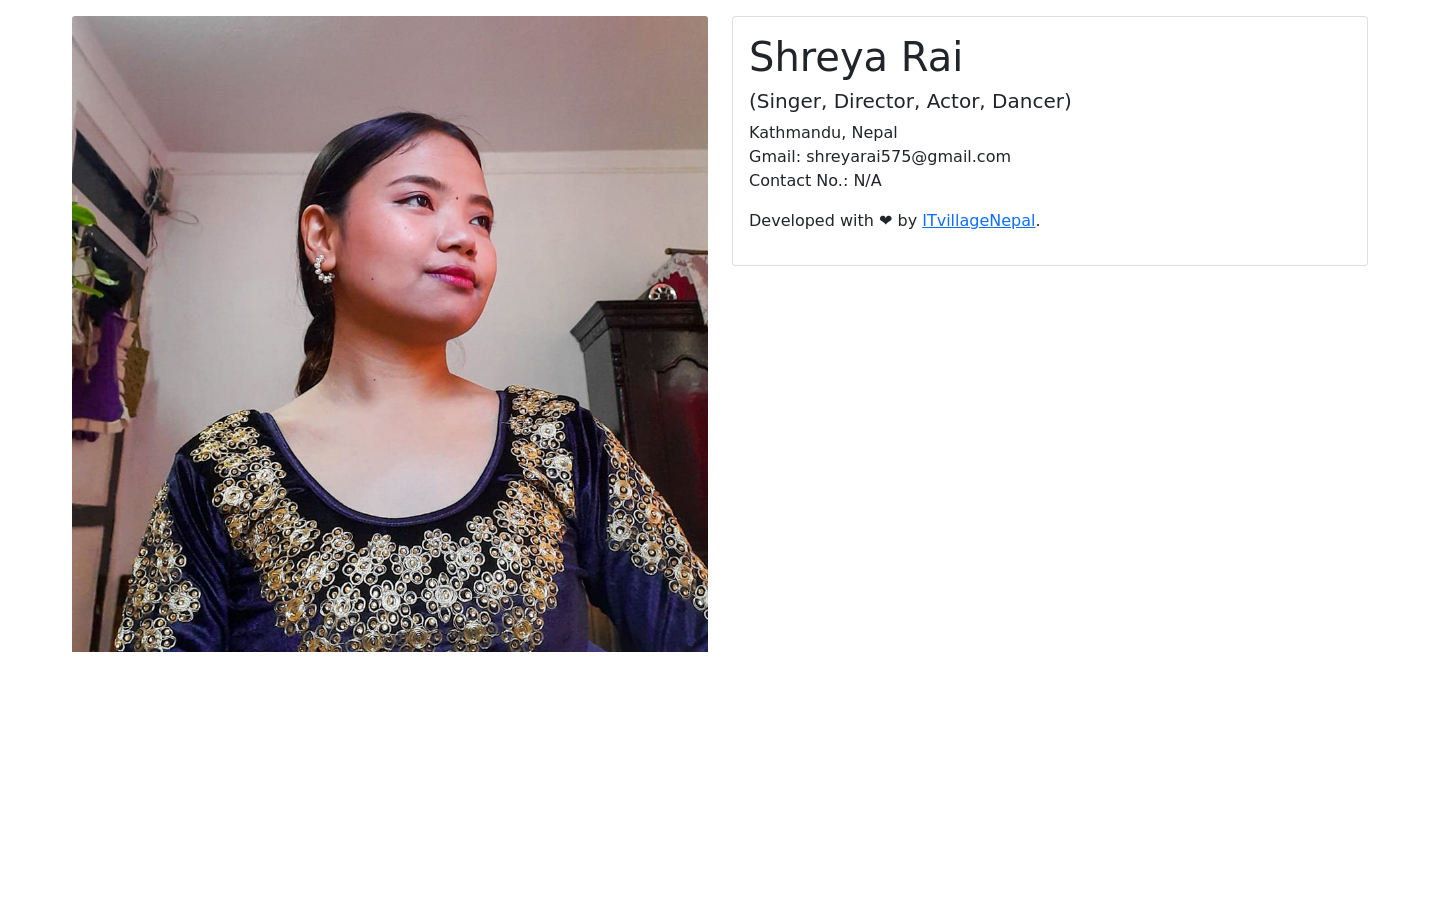 Shreya Rai
(Singer, Director, Actor, Dancer)
Kathmandu, Nepal
Gmail: shreyarai575@gmail.com
Contact No.: N/A
Developed with ❤ by ITvillageNepal.